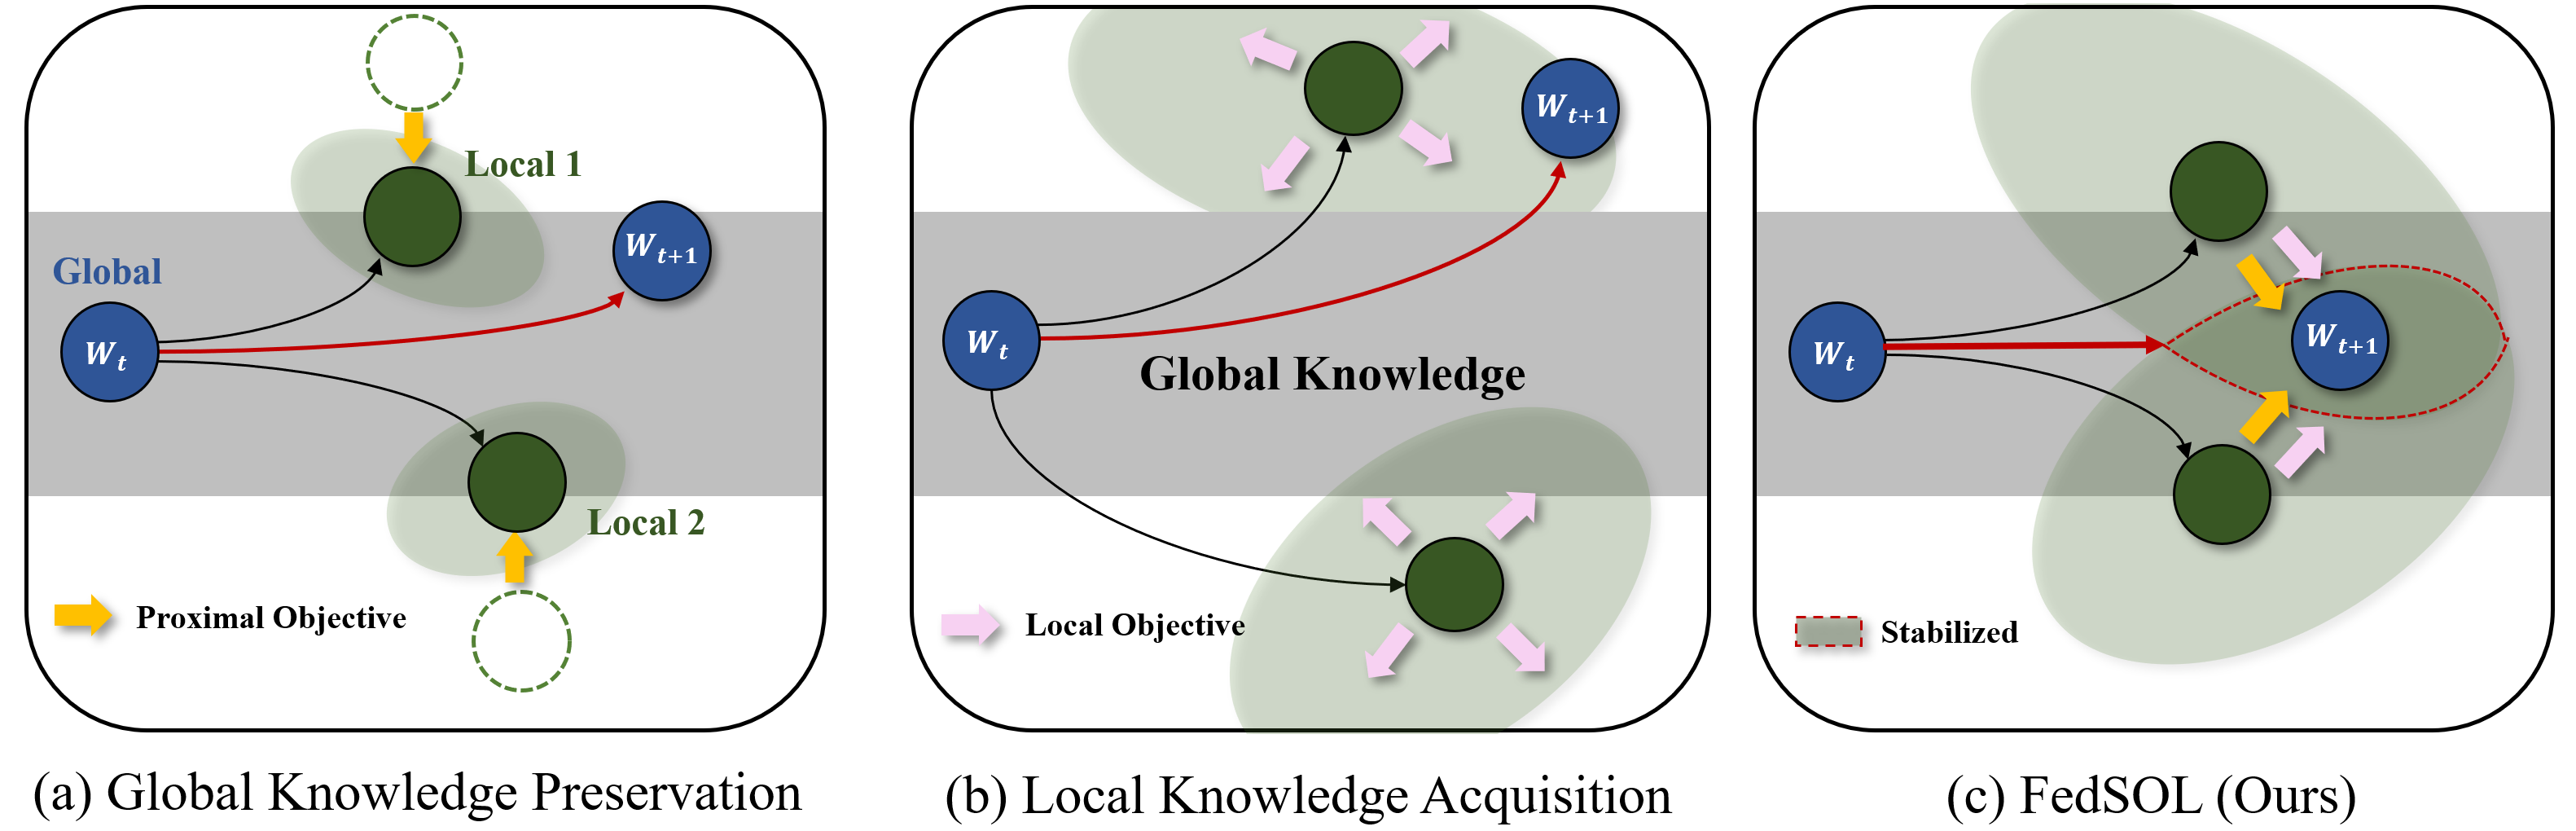 Local 1
W_{t+1}
Global
W_t
Local 2
Proximal Objective
(a) Global Knowledge Preservation
W_{t+1}
W_t
Global Knowledge
Local Objective
(b) Local Knowledge Acquisition
W_t
W_{t+1}
Stabilized
(c) FedSOL (Ours)